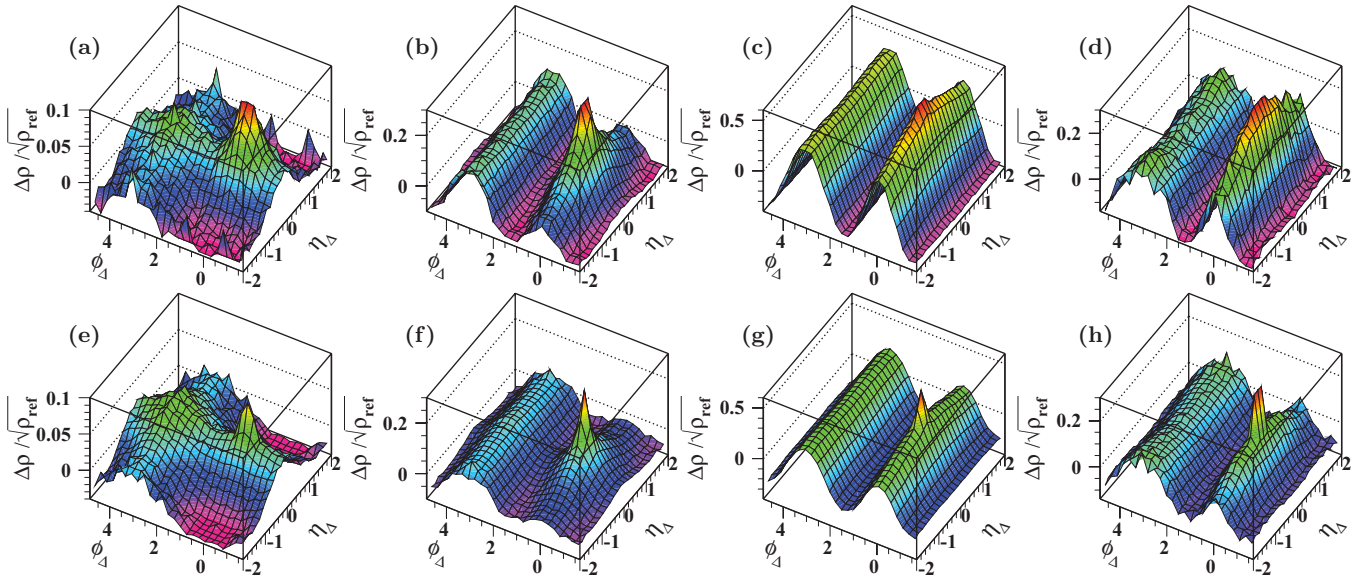 (a) (b) (c) (d)
Δρ /√ρref 0.1 0.05 0 ϕΔ 4 2 0 -2 -1 0 1 2 ηΔ
Δρ /√ρref 0.2 0 ϕΔ 4 2 0 -2 -1 0 1 2 ηΔ
Δρ /√ρref 0.5 0 ϕΔ 4 2 0 -2 -1 0 1 2 ηΔ
Δρ /√ρref 0.2 0 ϕΔ 4 2 0 -2 -1 0 1 2 ηΔ
(e) (f) (g) (h)
Δρ /√ρref 0.1 0.05 0 ϕΔ 4 2 0 -2 -1 0 1 2 ηΔ
Δρ /√ρref 0.2 0 ϕΔ 4 2 0 -2 -1 0 1 2 ηΔ
Δρ /√ρref 0.5 0 ϕΔ 4 2 0 -2 -1 0 1 2 ηΔ
Δρ /√ρref 0.2 0 ϕΔ 4 2 0 -2 -1 0 1 2 ηΔ